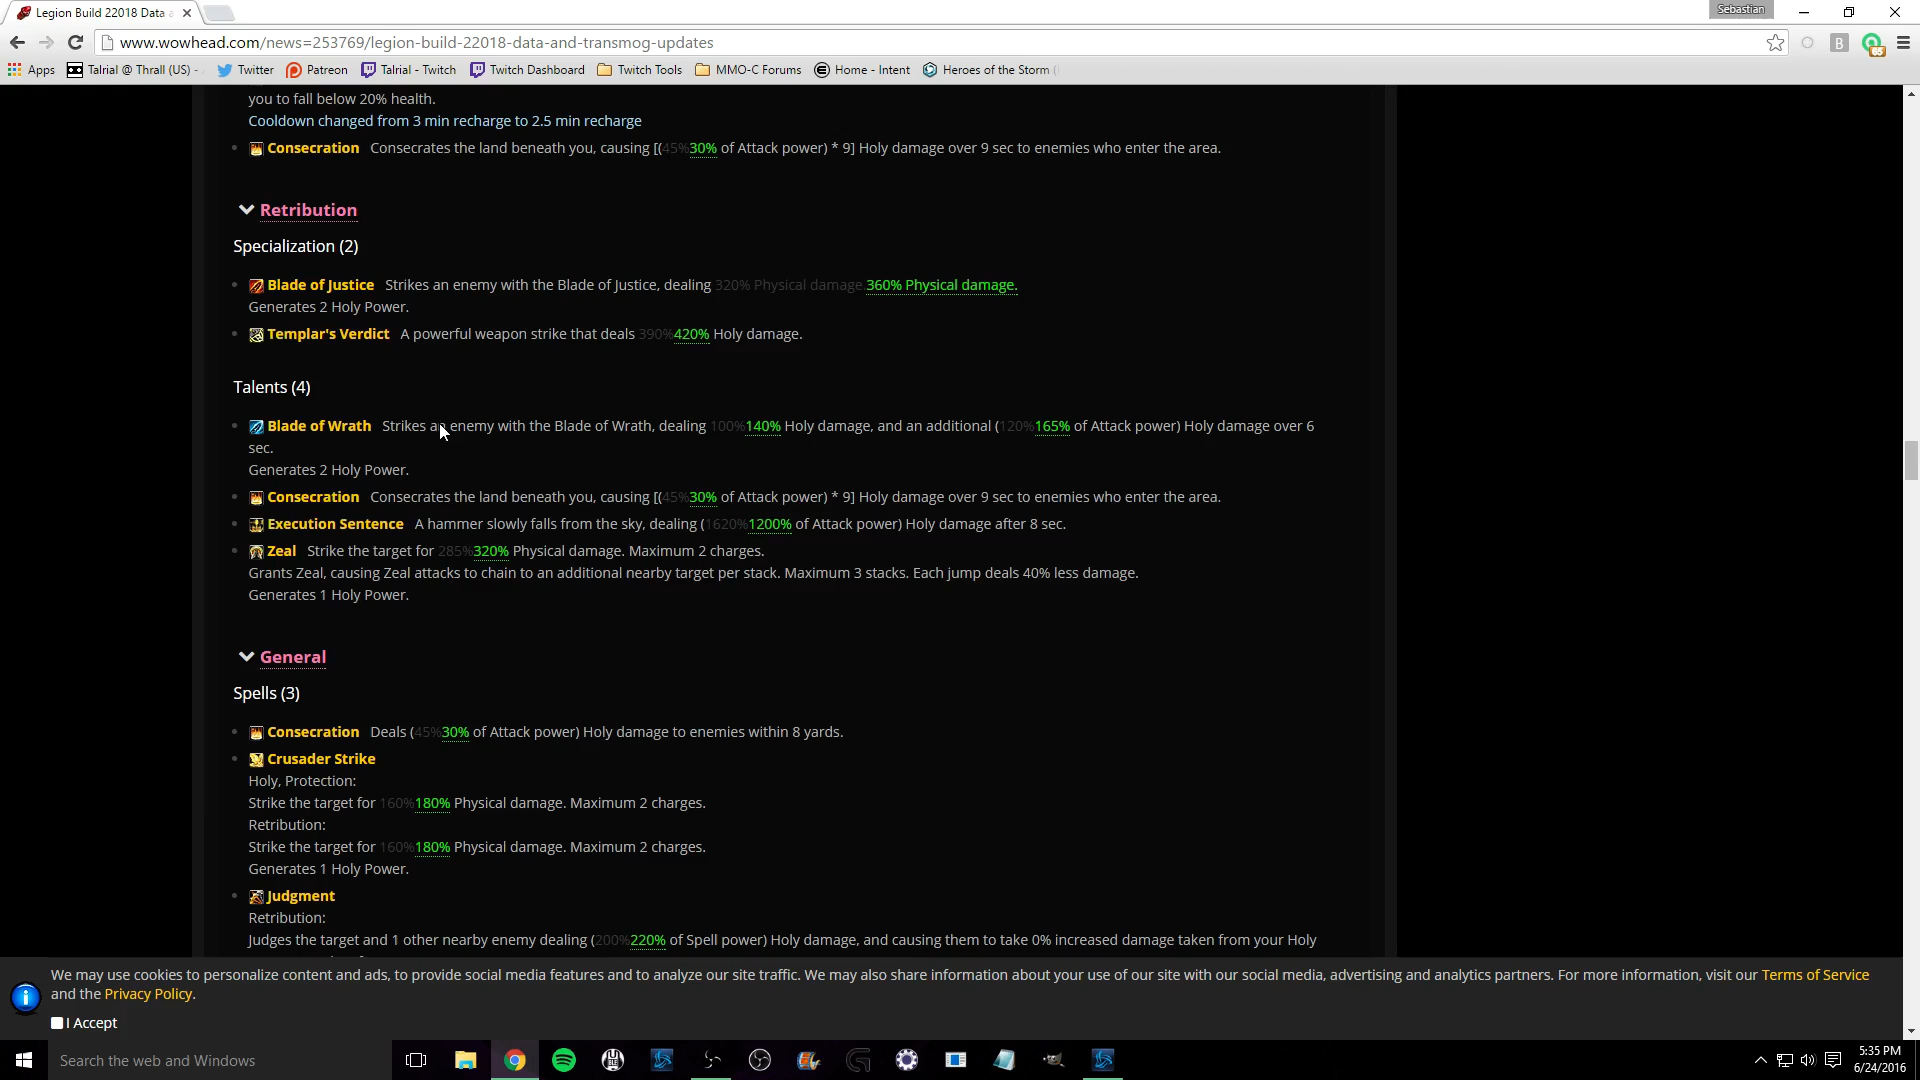 Legion Build 22018 Data a
Sebastian
www.wowhead.com/news=253769/legion-build-22018-data-and-transmog-updates
B
65
Apps Talrial @ Thrall (US) - Twitter Patreon Talrial - Twitch Twitch Dashboard Twitch Tools MMO-C Forums Home - Intent Heroes of the Storm (
you to fall below 20% health.
Cooldown changed from 3 min recharge to 2.5 min recharge
Consecration Consecrates the land beneath you, causing [(45%30% of Attack power) * 9] Holy damage over 9 sec to enemies who enter the area.
Retribution
Specialization (2)
Blade of Justice Strikes an enemy with the Blade of Justice, dealing 320% Physical damage.360% Physical damage.
Generates 2 Holy Power.
Templar's Verdict A powerful weapon strike that deals 390%420% Holy damage.
Talents (4)
Blade of Wrath Strikes an enemy with the Blade of Wrath, dealing 100%140% Holy damage, and an additional (120%165% of Attack power) Holy damage over 6
sec.
Generates 2 Holy Power.
Consecration Consecrates the land beneath you, causing [(45%30% of Attack power) * 9] Holy damage over 9 sec to enemies who enter the area.
Execution Sentence A hammer slowly falls from the sky, dealing (1620%1200% of Attack power) Holy damage after 8 sec.
Zeal Strike the target for 285%320% Physical damage. Maximum 2 charges.
Grants Zeal, causing Zeal attacks to chain to an additional nearby target per stack. Maximum 3 stacks. Each jump deals 40% less damage.
Generates 1 Holy Power.
General
Spells (3)
Consecration Deals (45%30% of Attack power) Holy damage to enemies within 8 yards.
Crusader Strike
Holy, Protection:
Strike the target for 160%180% Physical damage. Maximum 2 charges.
Retribution:
Strike the target for 160%180% Physical damage. Maximum 2 charges.
Generates 1 Holy Power.
Judgment
Retribution:
Judges the target and 1 other nearby enemy dealing (200%220% of Spell power) Holy damage, and causing them to take 0% increased damage taken from your Holy
We may use cookies to personalize content and ads, to provide social media features and to analyze our site traffic. We may also share information about your use of our site with our social media, advertising and analytics partners. For more information, visit our Terms of Service
and the Privacy Policy.
I Accept
Search the web and Windows
5:35 PM
6/24/2016